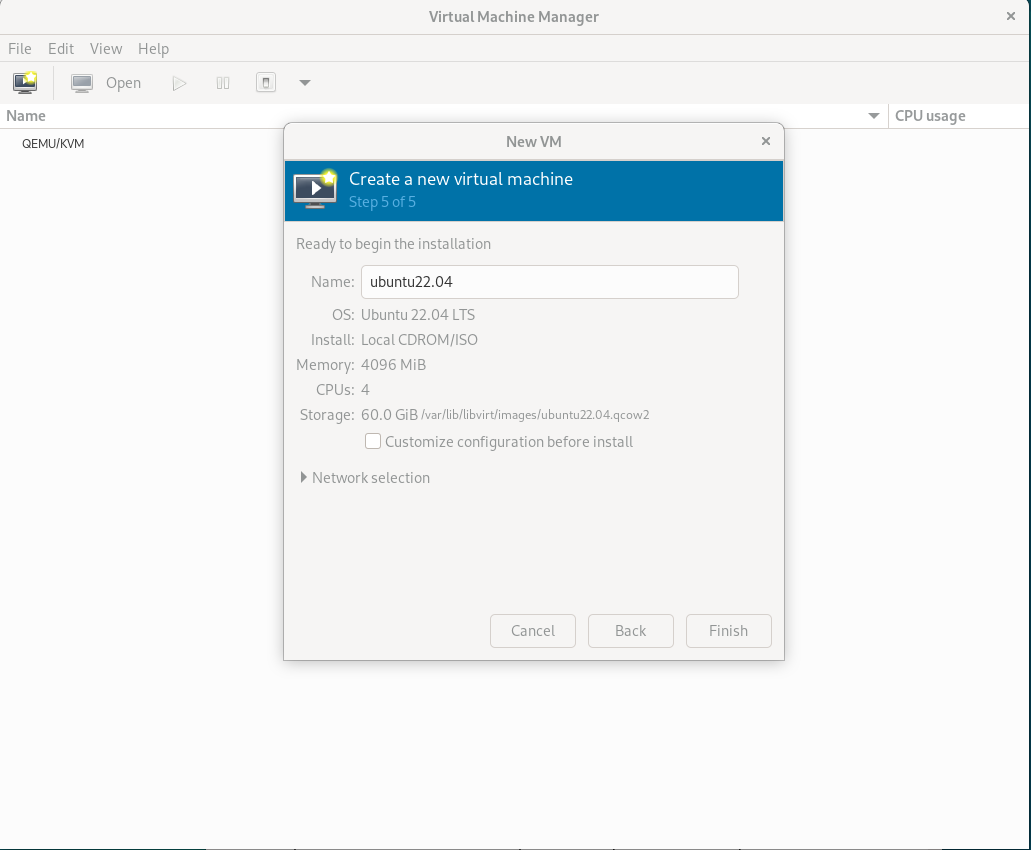 Virtual Machine Manager
File Edit View Help
Open
Name CPU usage
QEMU/KVM
New VM
Create a new virtual machine
Step 5 of 5
Ready to begin the installation
Name: ubuntu22.04
OS: Ubuntu 22.04 LTS
Install: Local CDROM/ISO
Memory: 4096 MiB
CPUs: 4
Storage: 60.0 GiB /var/lib/libvirt/images/ubuntu22.04.qcow2
Customize configuration before install
Network selection
Cancel Back Finish